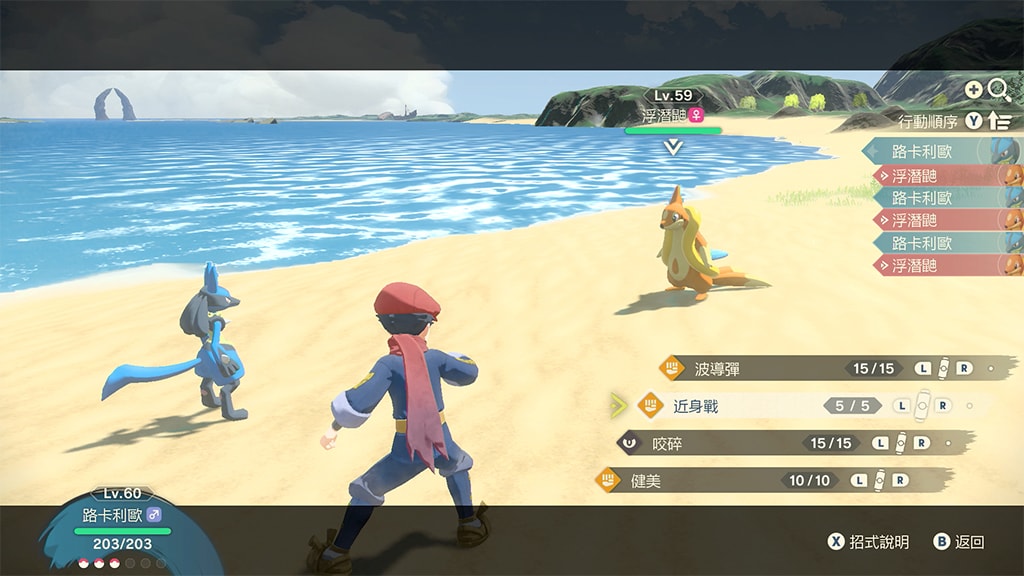 Lv.59
浮潛鼬♀
行動順序 Y
路卡利歐
浮潛鼬
路卡利歐
浮潛鼬
路卡利歐
浮潛鼬
波導彈 15/15 L R
近身戰 5/5 L R
咬碎 15/15 L R
健美 10/10 L R
Lv.60
路卡利歐♂
203/203
X 招式說明 B 返回